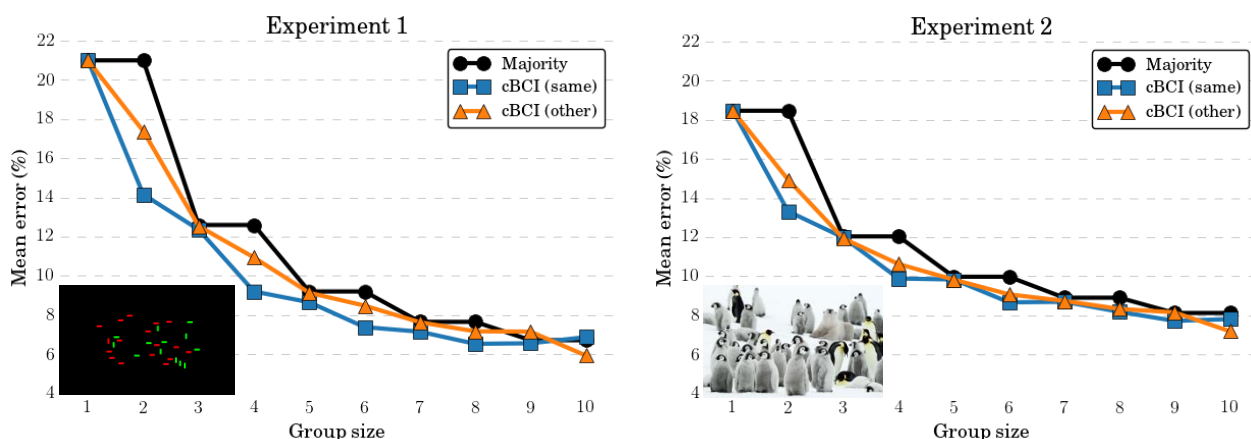 Experiment 1
Mean error (%)
22
20
18
16
14
12
10
8
6
4
Majority
cBCI (same)
cBCI (other)
1 2 3 4 5 6 7 8 9 10
Group size
Experiment 2
Mean error (%)
22
20
18
16
14
12
10
8
6
4
Majority
cBCI (same)
cBCI (other)
1 2 3 4 5 6 7 8 9 10
Group size